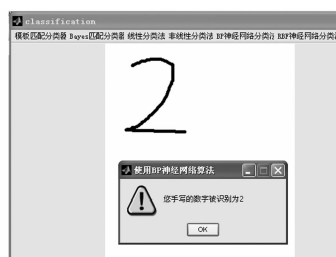 classification
模板匹配分类器 Bayes匹配分类器 线性分类法 非线性分类法 BP神经网络分类法 RBF神经网络分类
2
使用BP神经网络算法
您手写的数字被识别为2
OK